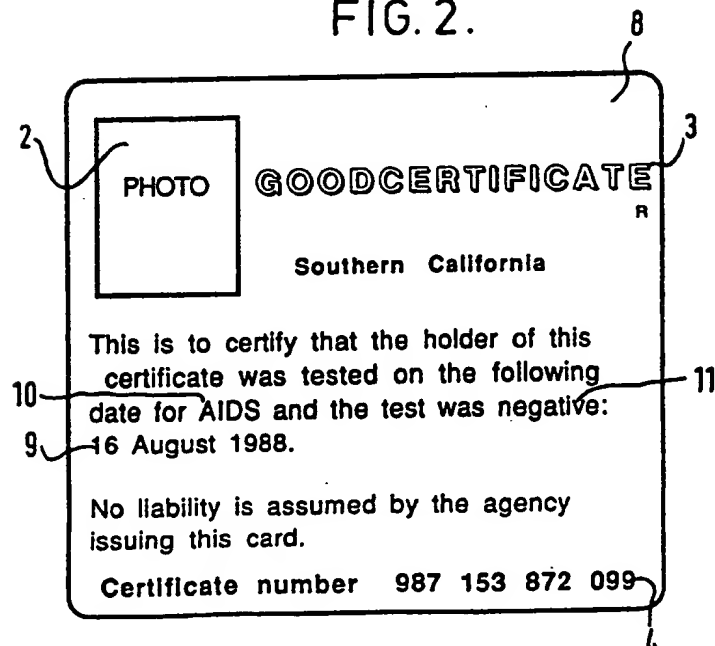 FIG. 2.
8
2
3
PHOTO
GOODCERTIFICATE
R
Southern California
This is to certify that the holder of this
certificate was tested on the following
10
11
date for AIDS and the test was negative:
9
16 August 1988.
No liability is assumed by the agency
issuing this card.
Certificate number 987 153 872 099